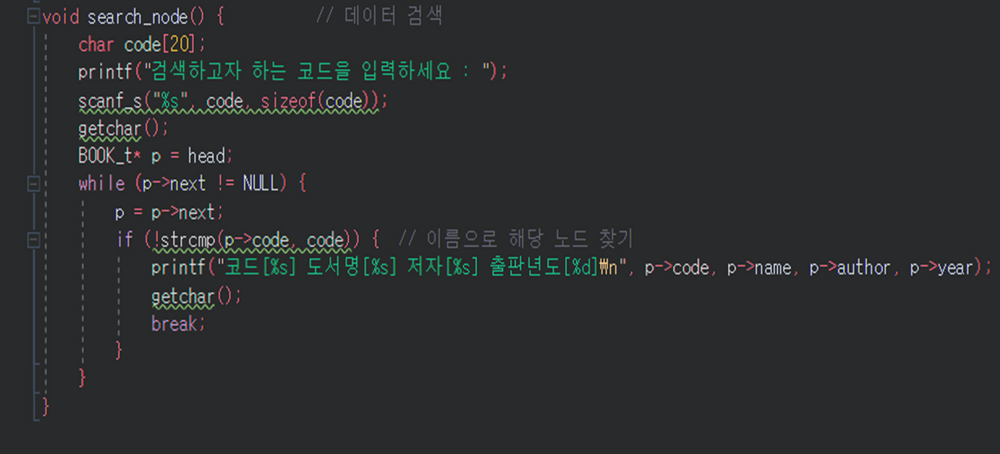 void search_node() {          // 데이터 검색
    char code[20];
    printf("검색하고자 하는 코드을 입력하세요 : ");
    scanf_s("%s", code, sizeof(code));
    getchar();
    BOOK_t* p = head;
    while (p->next != NULL) {
        p = p->next;
        if (!strcmp(p->code, code)) {  // 이름으로 해당 노드 찾기
            printf("코드[%s] 도서명[%s] 저자[%s] 출판년도[%d]₩n", p->code, p->name, p->author, p->year);
            getchar();
            break;
        }
    }
}